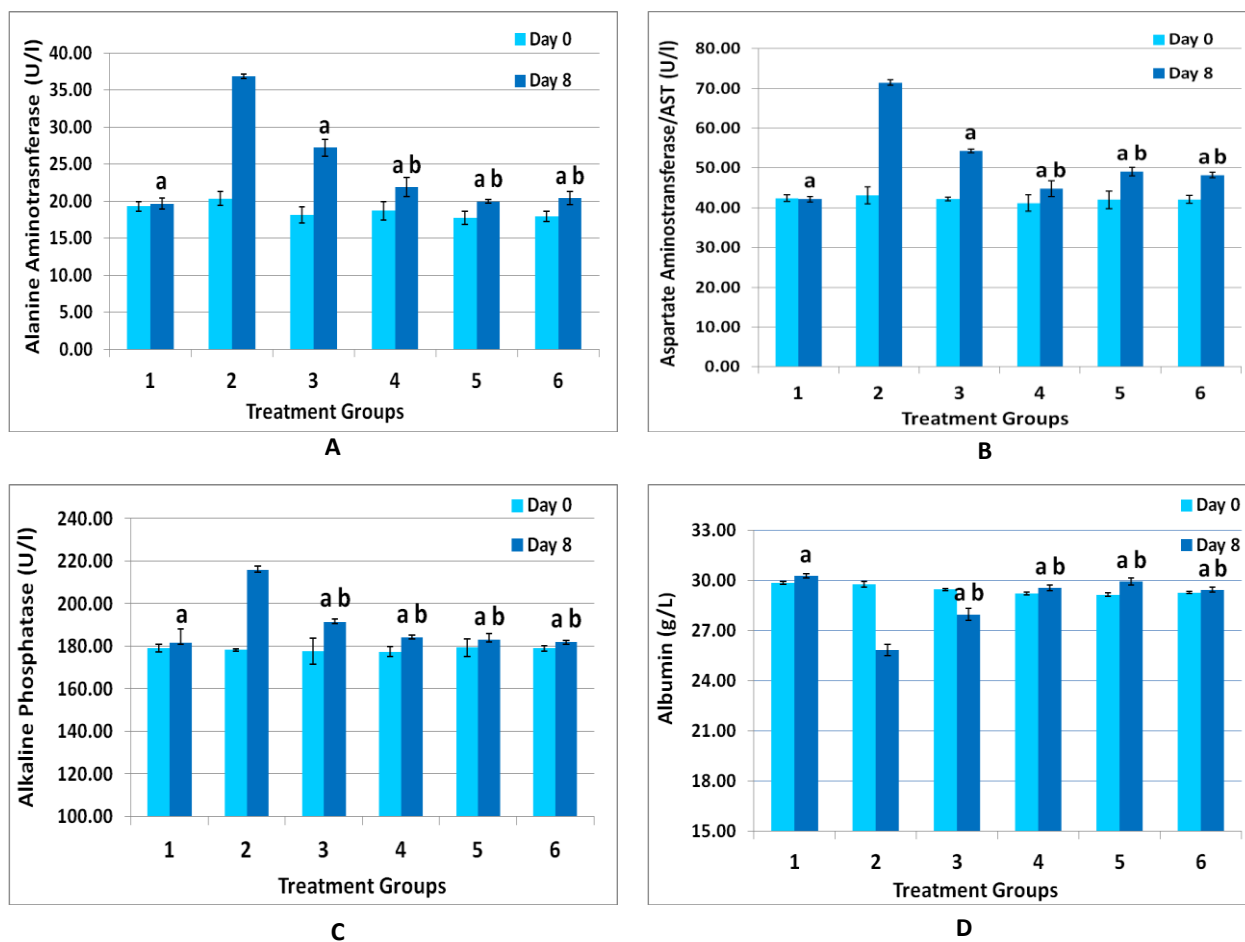 40.00
35.00
30.00
25.00
20.00
15.00
10.00
5.00
0.00
Alanine Aminotrasnferase (U/l)
Day 0
Day 8
a
a
a b
a b
a b
1 2 3 4 5 6
Treatment Groups
A
80.00
70.00
60.00
50.00
40.00
30.00
20.00
10.00
0.00
Aspartate Aminostransfer/AST (U/l)
Day 0
Day 8
a
a
a b
a b
a b
1 2 3 4 5 6
Treatment Groups
B
240.00
220.00
200.00
180.00
160.00
140.00
120.00
100.00
Alkaline Phosphatase (U/l)
Day 0
Day 8
a
a b
a b
a b
a b
1 2 3 4 5 6
Treatment Groups
C
33.00
30.00
27.00
24.00
21.00
18.00
15.00
Albumin (g/L)
Day 0
Day 8
a
a b
a b
a b
a b
1 2 3 4 5 6
Treatment Groups
D